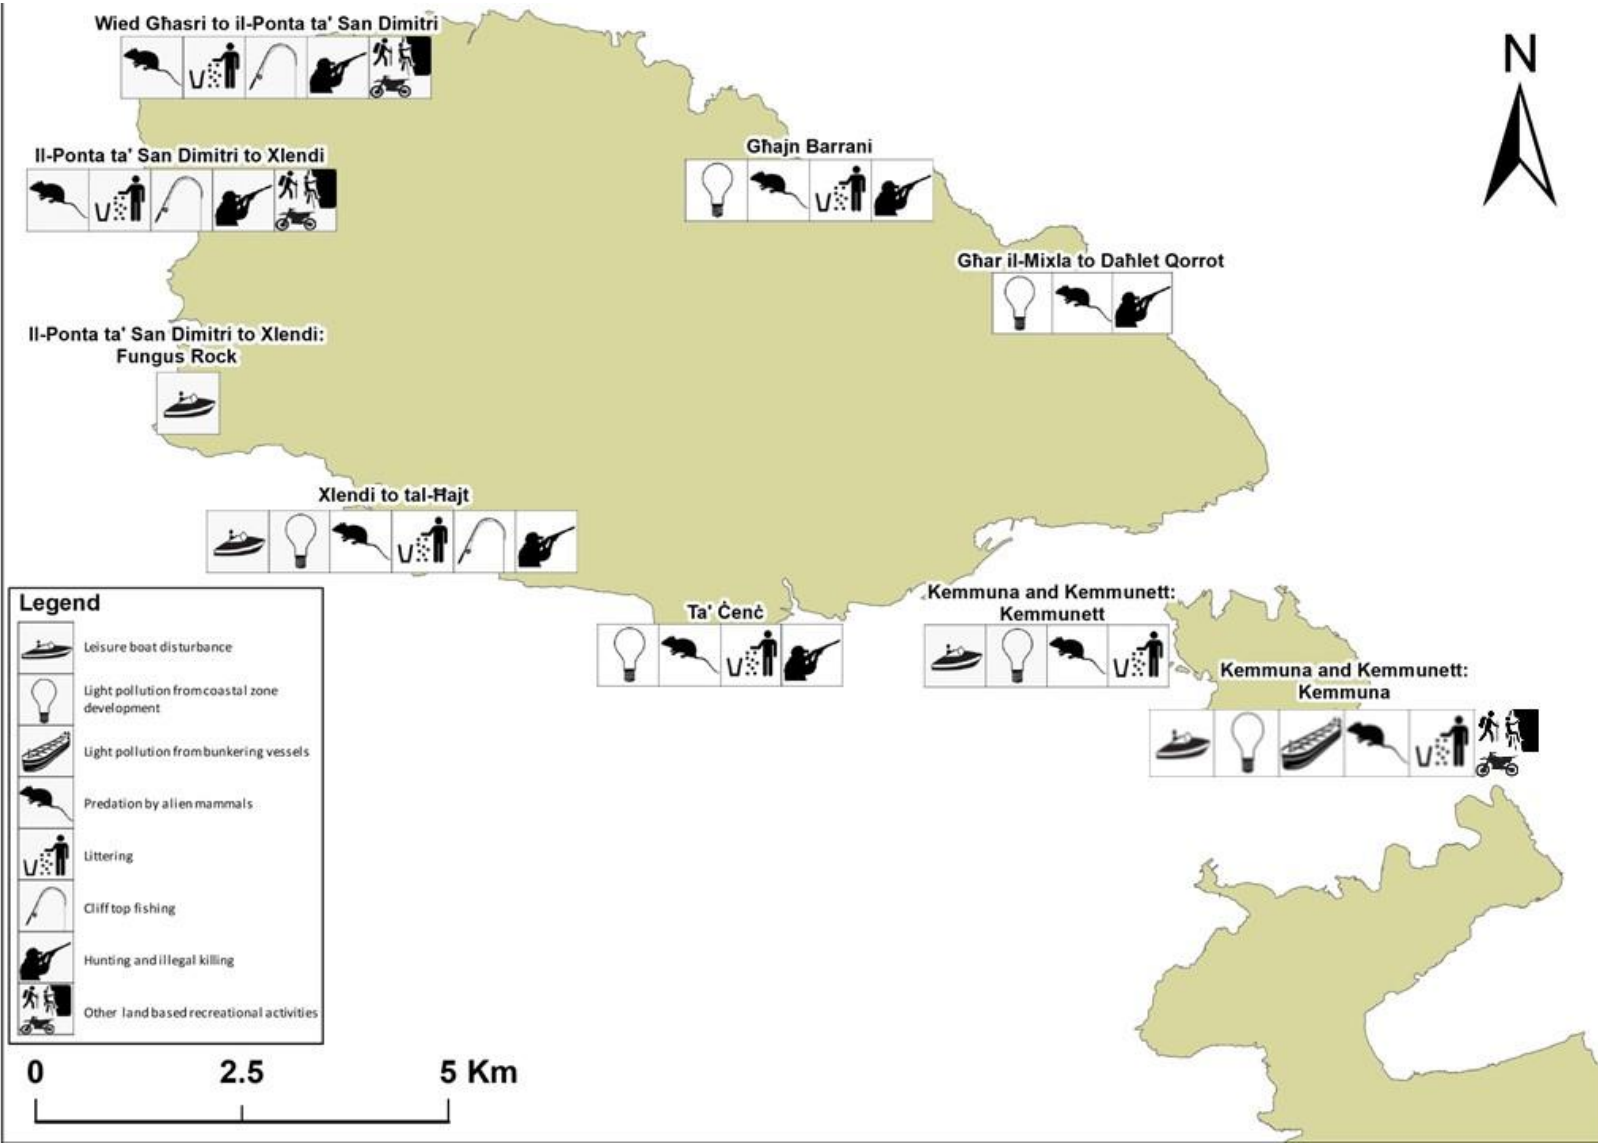 Wied Għasri to il-Ponta ta' San Dimitri
N
Il-Ponta ta' San Dimitri to Xlendi
Għajn Barrani
Għar il-Mixla to Daħlet Qorrot
Il-Ponta ta' San Dimitri to Xlendi:
Fungus Rock
Xlendi to tal-Ħajt
Ta' Ċenċ
Kemmuna and Kemmunett:
Kemmunett
Kemmuna and Kemmunett:
Kemmuna
Legend
Leisure boat disturbance
Light pollution from coastal zone
development
Light pollution from bunkering vessels
Predation by alien mammals
Littering
Cliff top fishing
Hunting and illegal killing
Other land based recreational activities
0 2.5 5 Km